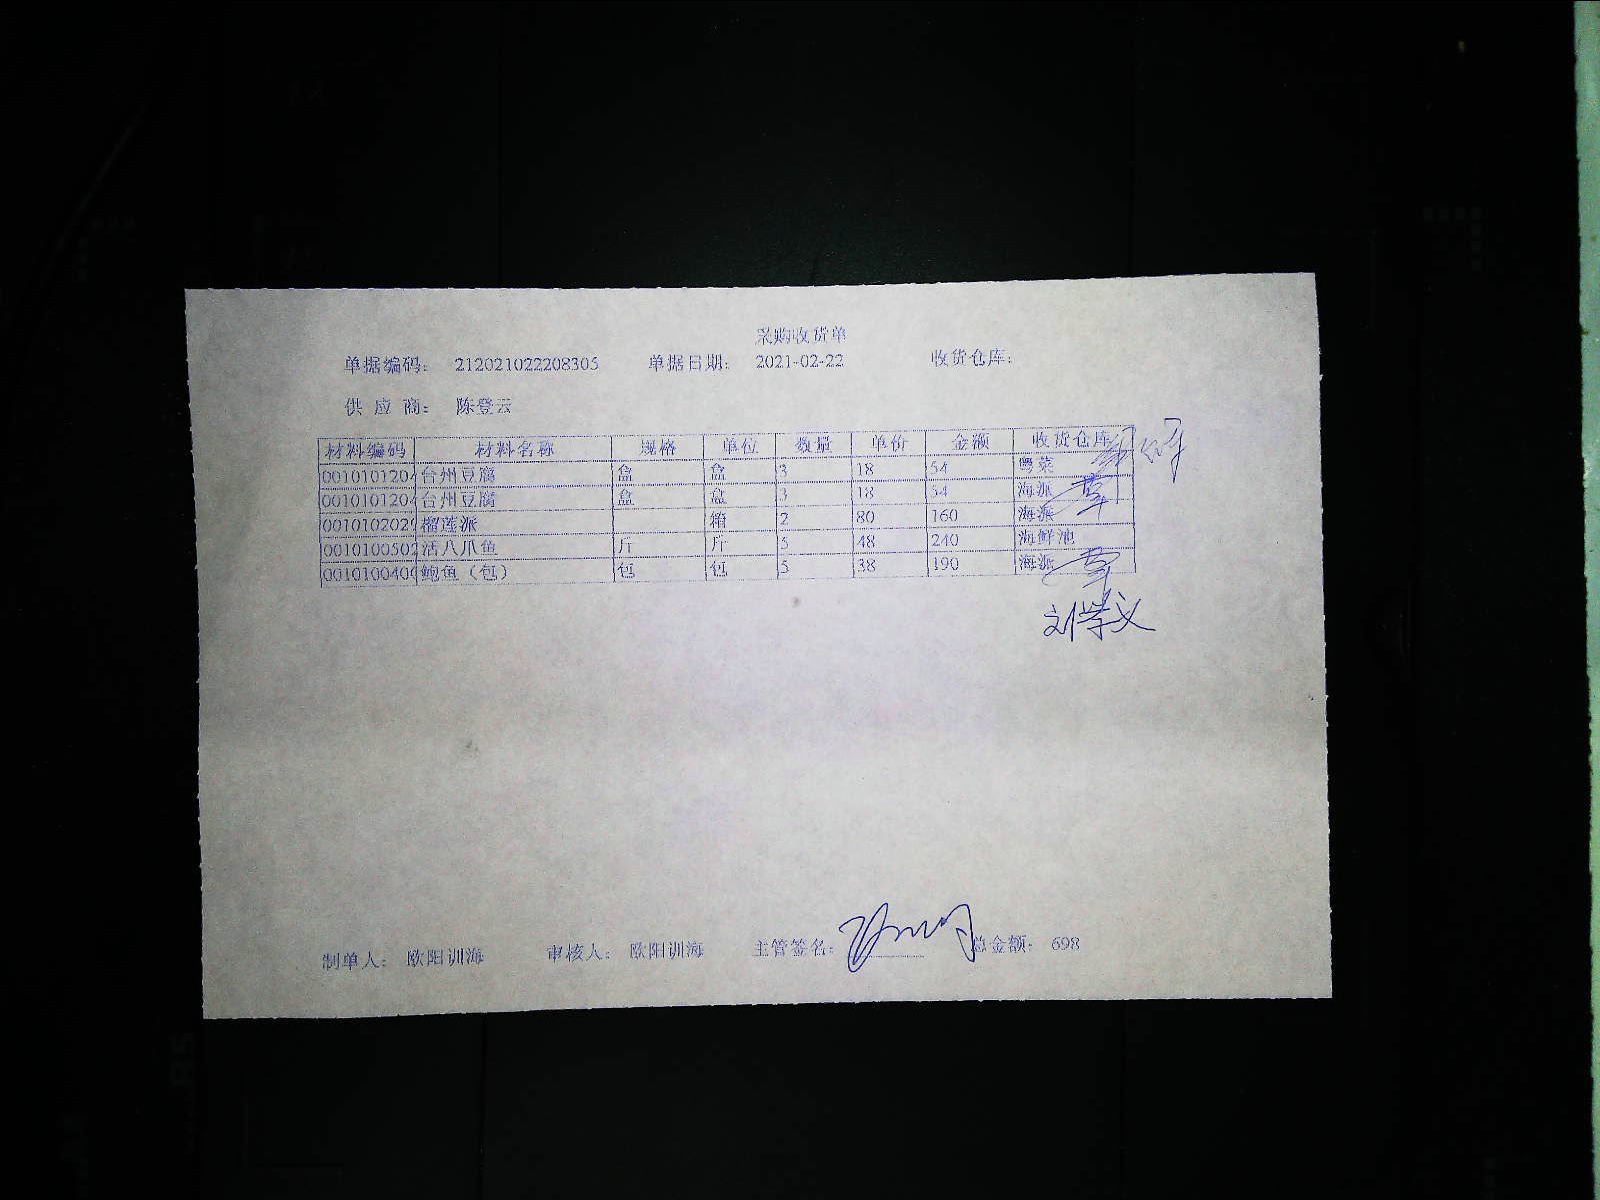 采购收货单
单据编码： 212021022208305 单据日期： 2021-02-22 收货仓库：
供 应 商： 陈登云
材料编码 材料名称 规格 单位 数量 单价 金额 收货仓库
0010101204 台州豆腐 盒 盒 3 18 54 粤菜
0010101204 台州豆腐 盒 盒 3 18 54 海派
0010102029 榴莲派 箱 2 80 160 海派
0010100502 活八爪鱼 斤 斤 5 48 240 海鲜池
0010100400 鲍鱼（包） 包 包 5 38 190 海派
刘学义
制单人： 欧阳训海 审核人： 欧阳训海 主管签名： 总金额： 698